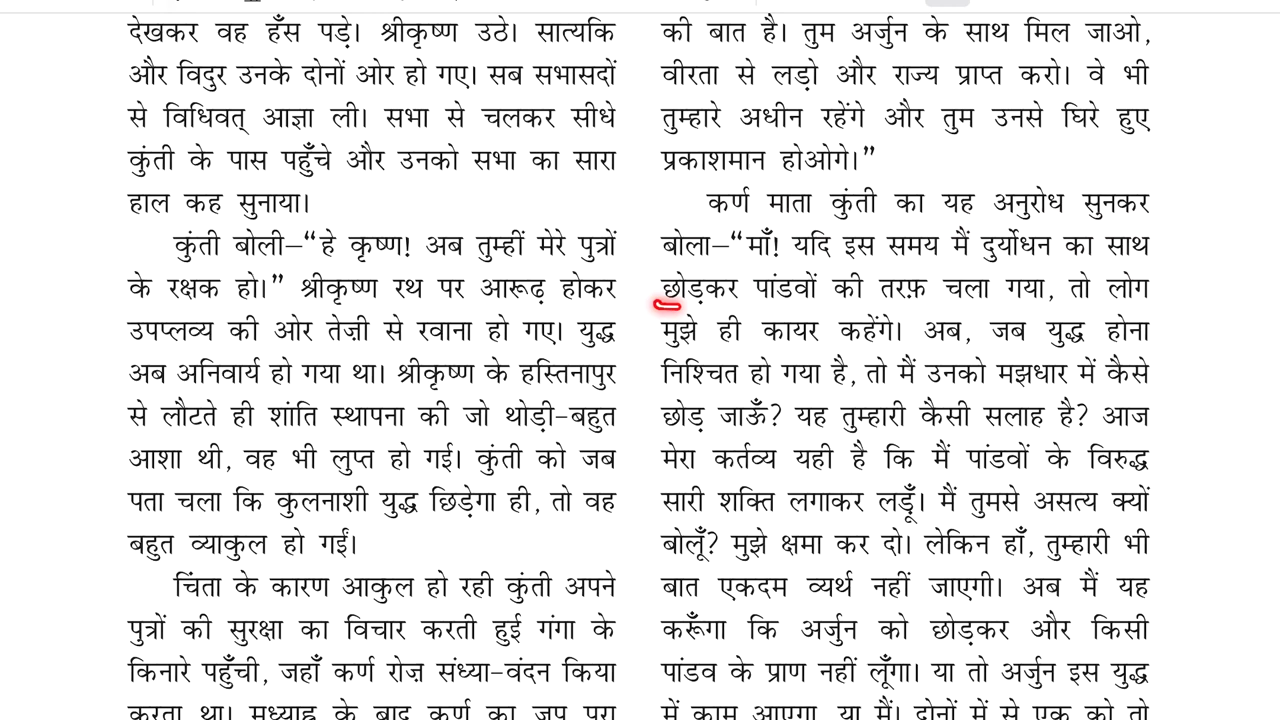 देखकर वह हँस पड़े। श्रीकृष्ण उठे। सात्यकि
और विदुर उनके दोनों ओर हो गए। सब सभासदों
से विधिवत् आज्ञा ली। सभा से चलकर सीधे
कुंती के पास पहुँचे और उनको सभा का सारा
हाल कह सुनाया।
कुंती बोली–“हे कृष्ण! अब तुम्हीं मेरे पुत्रों
के रक्षक हो।” श्रीकृष्ण रथ पर आरूढ़ होकर
उपप्लव्य की ओर तेज़ी से रवाना हो गए। युद्ध
अब अनिवार्य हो गया था। श्रीकृष्ण के हस्तिनापुर
से लौटते ही शांति स्थापना की जो थोड़ी-बहुत
आशा थी, वह भी लुप्त हो गई। कुंती को जब
पता चला कि कुलनाशी युद्ध छिड़ेगा ही, तो वह
बहुत व्याकुल हो गईं।
चिंता के कारण आकुल हो रही कुंती अपने
पुत्रों की सुरक्षा का विचार करती हुई गंगा के
किनारे पहुँची, जहाँ कर्ण रोज़ संध्या-वंदन किया
करता था। मध्याह्न के बाद कर्ण का जप पूरा
की बात है। तुम अर्जुन के साथ मिल जाओ,
वीरता से लड़ो और राज्य प्राप्त करो। वे भी
तुम्हारे अधीन रहेंगे और तुम उनसे घिरे हुए
प्रकाशमान होओगे।”
कर्ण माता कुंती का यह अनुरोध सुनकर
बोला–“माँ! यदि इस समय मैं दुर्योधन का साथ
छोड़कर पांडवों की तरफ़ चला गया, तो लोग
मुझे ही कायर कहेंगे। अब, जब युद्ध होना
निश्चित हो गया है, तो मैं उनको मझधार में कैसे
छोड़ जाऊँ? यह तुम्हारी कैसी सलाह है? आज
मेरा कर्तव्य यही है कि मैं पांडवों के विरुद्ध
सारी शक्ति लगाकर लड़ूँ। मैं तुमसे असत्य क्यों
बोलूँ? मुझे क्षमा कर दो। लेकिन हाँ, तुम्हारी भी
बात एकदम व्यर्थ नहीं जाएगी। अब मैं यह
करूँगा कि अर्जुन को छोड़कर और किसी
पांडव के प्राण नहीं लूँगा। या तो अर्जुन इस युद्ध
में काम आएगा, या मैं। दोनों में से एक को तो